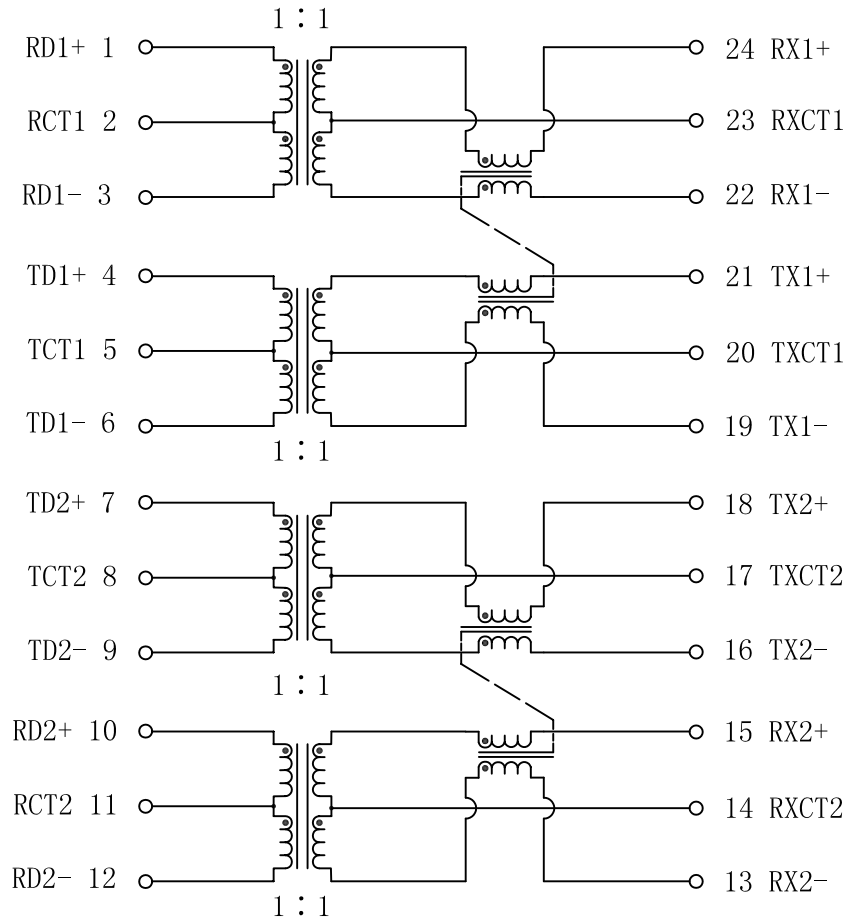 1:1
RD1+ 1 24 RX1+
RCT1 2 23 RXCT1
RD1- 3 22 RX1-
TD1+ 4 21 TX1+
TCT1 5 20 TXCT1
TD1- 6 19 TX1-
1:1
TD2+ 7 18 TX2+
TCT2 8 17 TXCT2
TD2- 9 16 TX2-
1:1
RD2+ 10 15 RX2+
RCT2 11 14 RXCT2
RD2- 12 13 RX2-
1:1